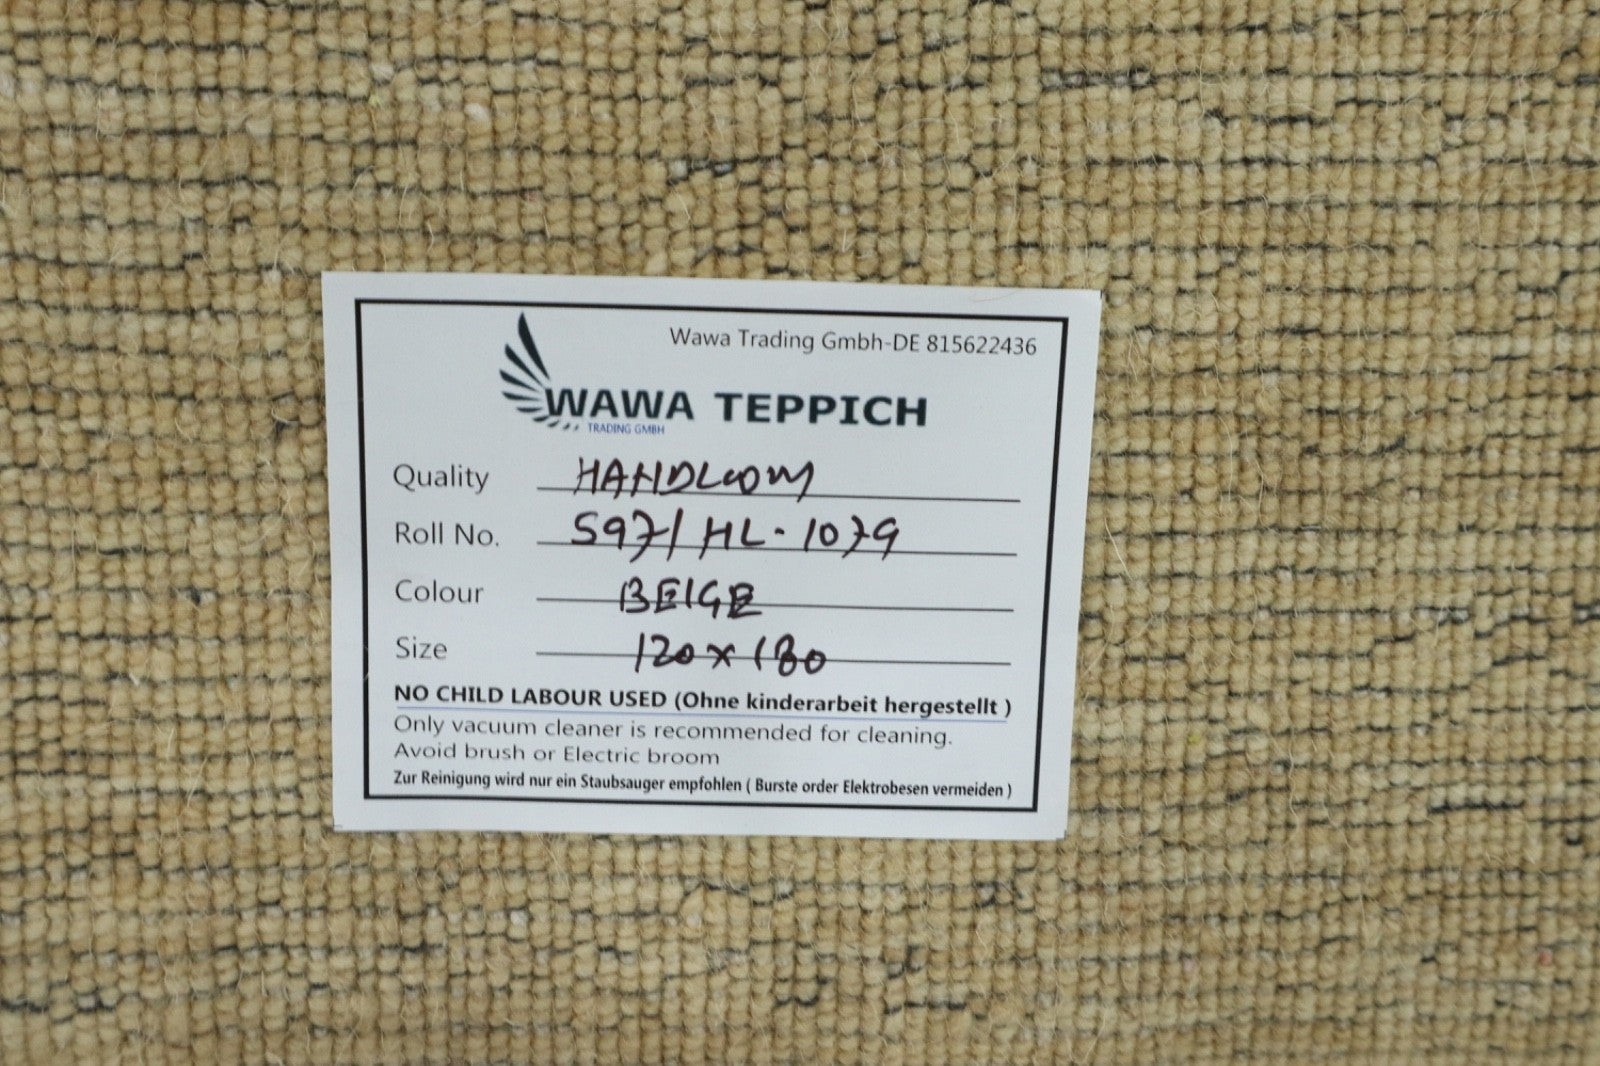 Wawa Trading Gmbh-DE 815622436
WAWA TEPPICH
TRADING GMBH
Quality HANDLOOM
Roll No. 597/HL-1079
Colour BEIGE
Size 120x180
NO CHILD LABOUR USED (Ohne kinderarbeit hergestellt )
Only vacuum cleaner is recommended for cleaning.
Avoid brush or Electric broom
Zur Reinigung wird nur ein Staubsauger empfohlen ( Burste order Elektrobesen vermeiden )